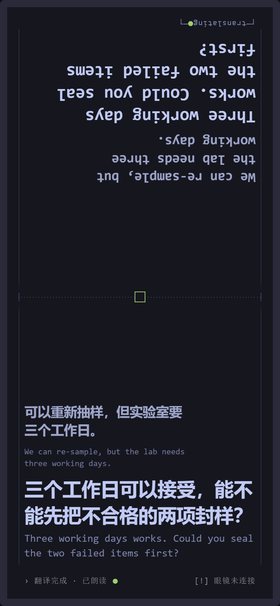 translating
We can re-sample, but
the lab needs three
working days.
Three working days
works. Could you seal
the two failed items
first?
可以重新抽样，但实验室要
三个工作日。
We can re-sample, but the lab needs
three working days.
三个工作日可以接受，能不
能先把不合格的两项封样？
Three working days works. Could you seal
the two failed items first?
› 翻译完成 · 已朗读 [!] 眼镜未连接